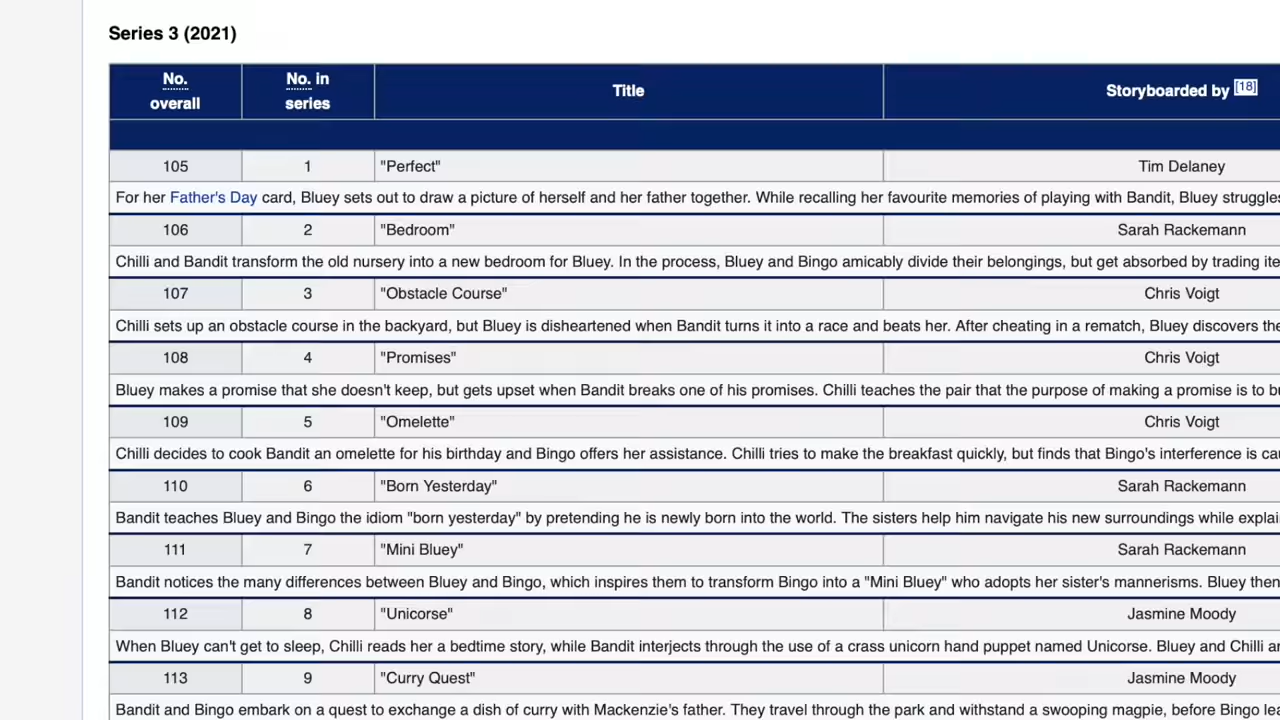 Series 3 (2021)
No. overall No. in series Title Storyboarded by [18]
105 1 "Perfect" Tim Delaney
For her Father's Day card, Bluey sets out to draw a picture of herself and her father together. While recalling her favourite memories of playing with Bandit, Bluey struggles
106 2 "Bedroom" Sarah Rackemann
Chilli and Bandit transform the old nursery into a new bedroom for Bluey. In the process, Bluey and Bingo amicably divide their belongings, but get absorbed by trading
107 3 "Obstacle Course" Chris Voigt
Chilli sets up an obstacle course in the backyard, but Bluey is disheartened when Bandit turns it into a race and beats her. After cheating in a rematch, Bluey discovers
108 4 "Promises" Chris Voigt
Bluey makes a promise that she doesn't keep, but gets upset when Bandit breaks one of his promises. Chilli teaches the pair that the purpose of making a promise is to
109 5 "Omelette" Chris Voigt
Chilli decides to cook Bandit an omelette for his birthday and Bingo offers her assistance. Chilli tries to make the breakfast quickly, but finds that Bingo's interference is
110 6 "Born Yesterday" Sarah Rackemann
Bandit teaches Bluey and Bingo the idiom "born yesterday" by pretending he is newly born into the world. The sisters help him navigate his new surroundings while
111 7 "Mini Bluey" Sarah Rackemann
Bandit notices the many differences between Bluey and Bingo, which inspires them to transform Bingo into a "Mini Bluey" who adopts her sister's mannerisms. Bluey then
112 8 "Unicorse" Jasmine Moody
When Bluey can't get to sleep, Chilli reads her a bedtime story, while Bandit interjects through the use of a crass unicorn hand puppet named Unicorse. Bluey and Chilli
113 9 "Curry Quest" Jasmine Moody
Bandit and Bingo embark on a quest to exchange a dish of curry with Mackenzie's father. They travel through the park and withstand a swooping magpie, before Bingo